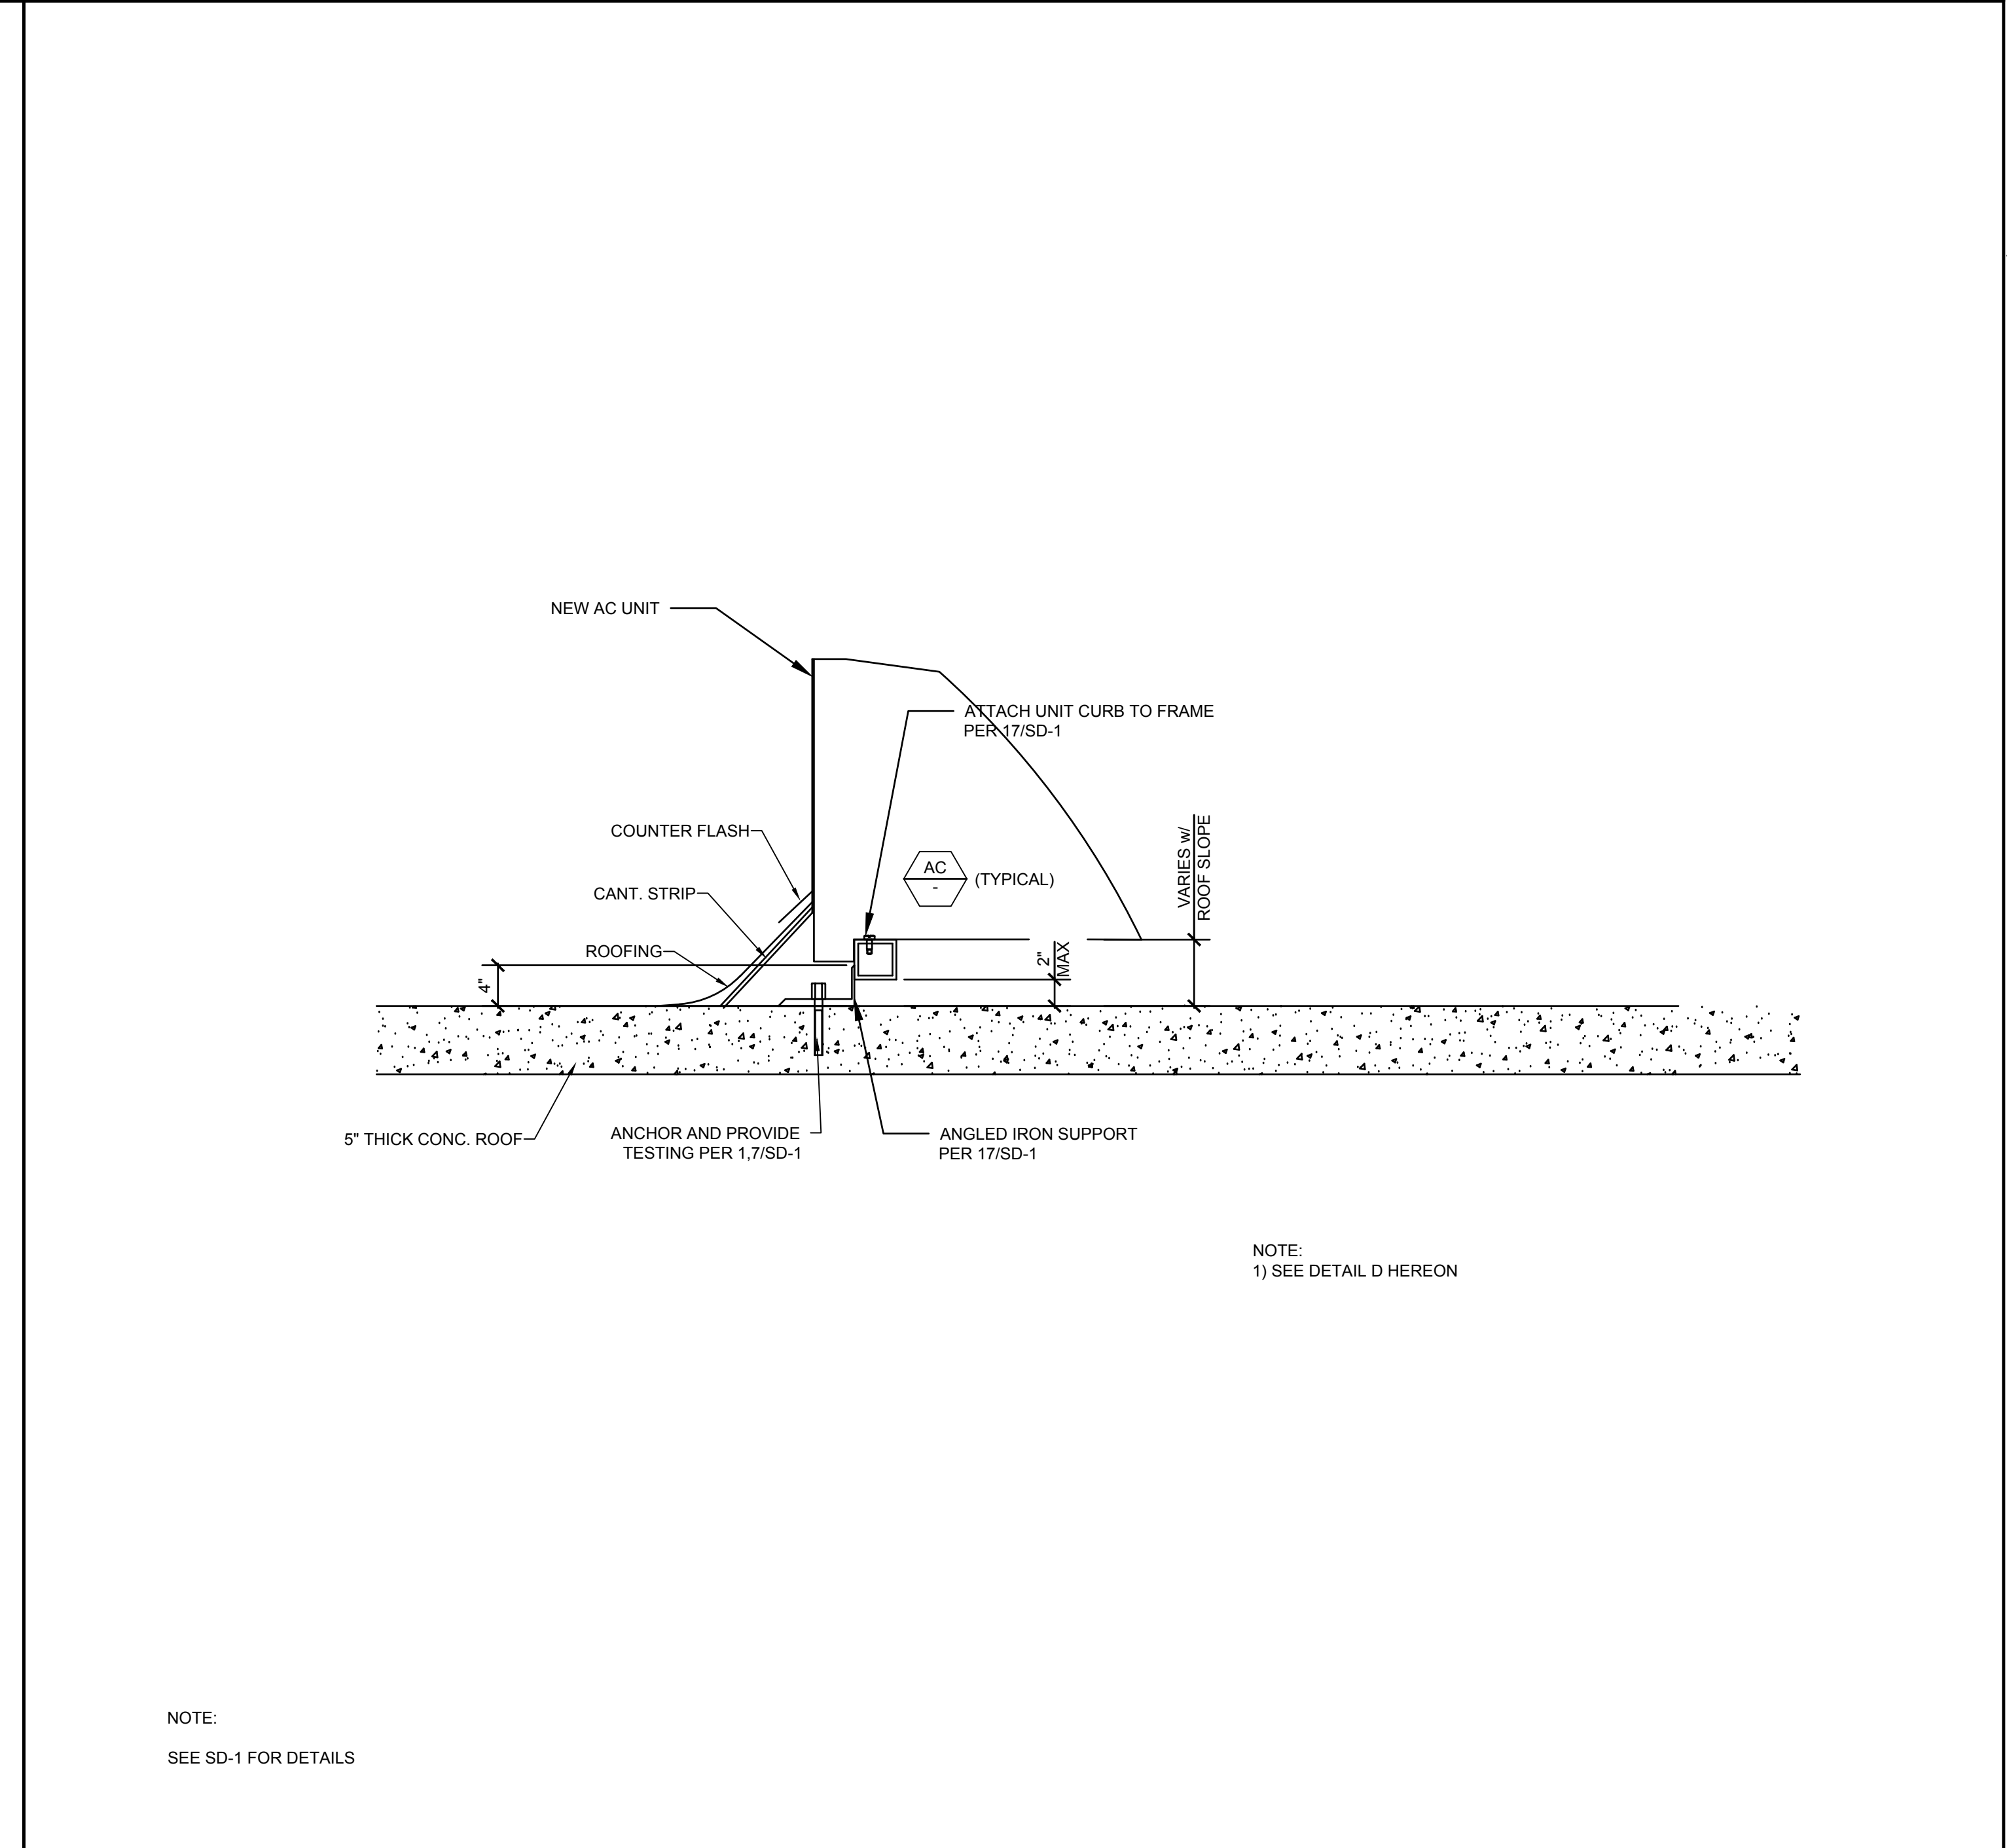 NEW AC UNIT
ATTACH UNIT CURB TO FRAME
PER 17/SD-1
COUNTER FLASH
CANT. STRIP
ROOFING
AC
-
(TYPICAL)
VARIES w/
ROOF SLOPE
2"
MAX
4"
5" THICK CONC. ROOF
ANCHOR AND PROVIDE
TESTING PER 1,7/SD-1
ANGLED IRON SUPPORT
PER 17/SD-1
NOTE:
1) SEE DETAIL D HEREON
NOTE:
SEE SD-1 FOR DETAILS